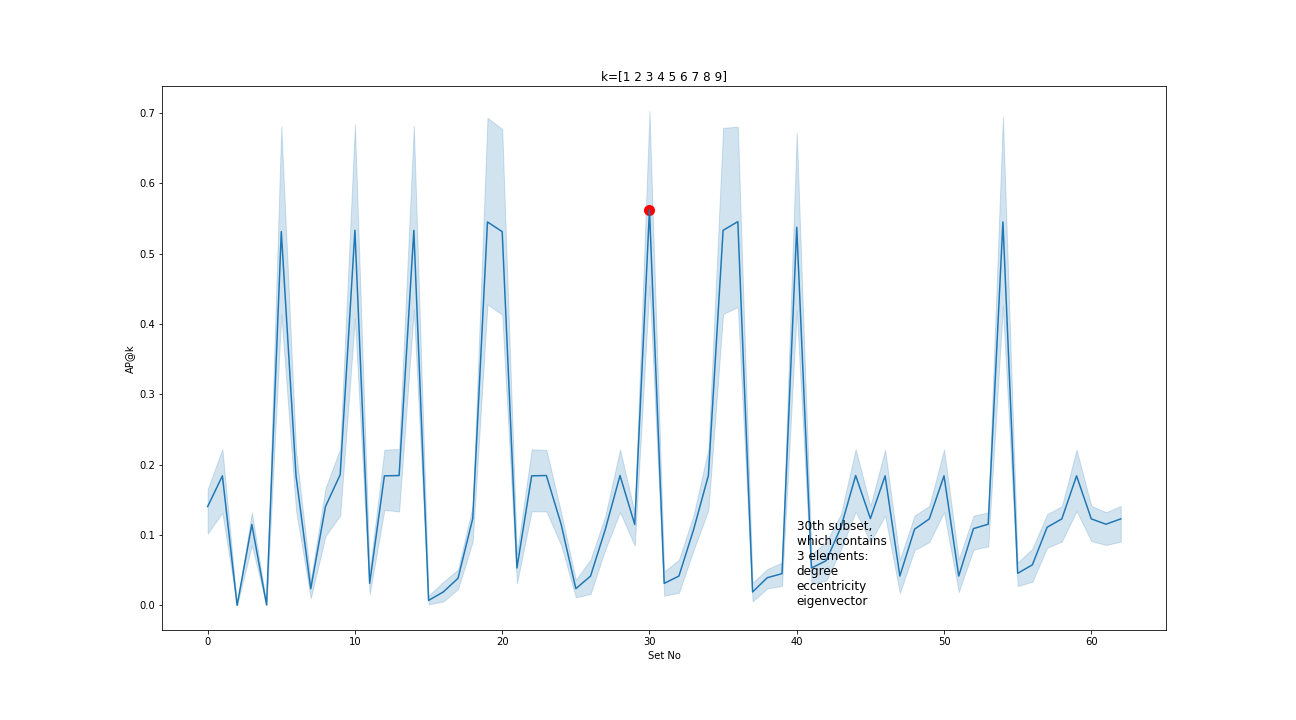 k=[1 2 3 4 5 6 7 8 9]
AP@k
0.7
0.6
0.5
0.4
0.3
0.2
0.1
0.0
30th subset,
which contains
3 elements:
degree
eccentricity
eigenvector
0 10 20 30 40 50 60
Set No